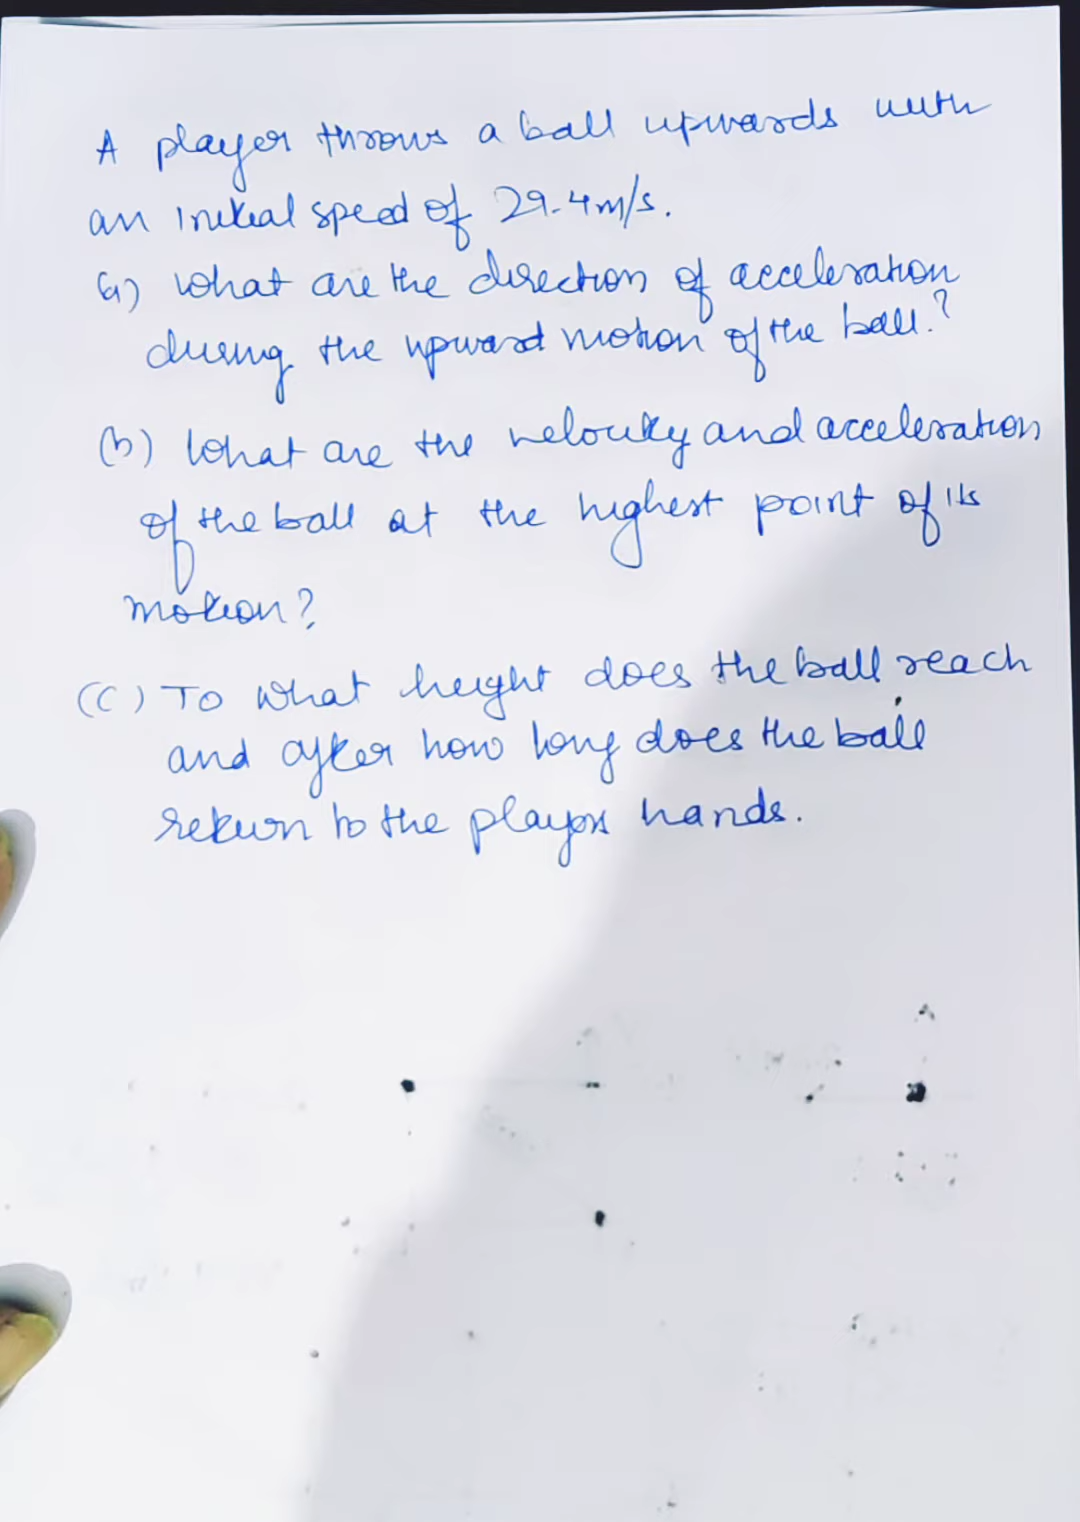 A player throws a ball upwards with
an initial speed of 29.4m/s.
(a) What are the direction of acceleration
during the upward motion of the ball.?
(b) What are the velocity and acceleration
of the ball at the highest point of its
motion?
(C) To what height does the ball reach
and after how long does the ball
return to the players hands.